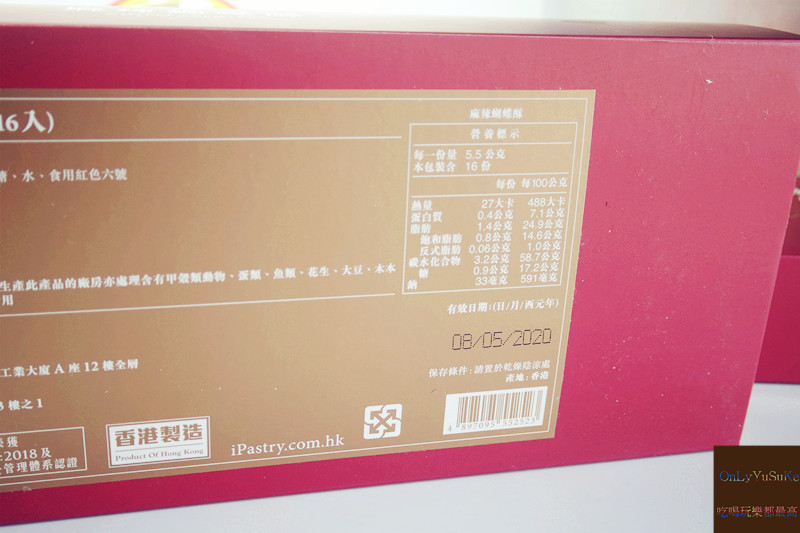 16入)
糖、水、食用紅色六號
生產此產品的廠房亦處理含有甲殼類動物、蛋類、魚類、花生、大豆、木本
用
工業大廈 A 座 12 樓全層
樓之 1
榮獲
:2018 及
管理體系認證
香港製造
Product Of Hong Kong
iPastry.com.hk
麻辣蝴蝶酥
營養標示
每一份量 5.5 公克
本包裝含 16 份
每份 每100公克
熱量 27大卡 488大卡
蛋白質 0.4公克 7.1公克
脂肪 1.4公克 24.9公克
飽和脂肪 0.8公克 14.6公克
反式脂肪 0.06公克 1.0公克
碳水化合物 3.2公克 58.7公克
糖 0.9公克 17.2公克
鈉 33毫克 591毫克
有效日期:(日/月/西元年)
08/05/2020
保存條件:請置於乾燥陰涼處
產地:香港
4 897095 552523
OnLyYuSuKe
吃喝玩樂都最高